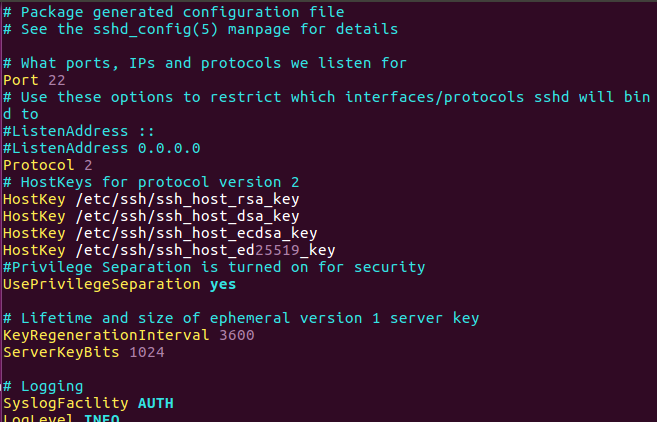 # Package generated configuration file
# See the sshd_config(5) manpage for details
# What ports, IPs and protocols we listen for
Port 22
# Use these options to restrict which interfaces/protocols sshd will bin
d to
#ListenAddress ::
#ListenAddress 0.0.0.0
Protocol 2
# HostKeys for protocol version 2
HostKey /etc/ssh/ssh_host_rsa_key
HostKey /etc/ssh/ssh_host_dsa_key
HostKey /etc/ssh/ssh_host_ecdsa_key
HostKey /etc/ssh/ssh_host_ed25519_key
#Privilege Separation is turned on for security
UsePrivilegeSeparation yes
# Lifetime and size of ephemeral version 1 server key
KeyRegenerationInterval 3600
ServerKeyBits 1024
# Logging
SyslogFacility AUTH
LogLevel INFO